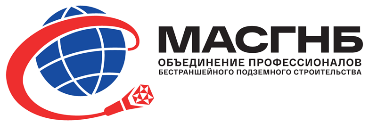 МАСГНБ
ОБЪЕДИНЕНИЕ ПРОФЕССИОНАЛОВ
БЕСТРАНШЕЙНОГО ПОДЗЕМНОГО СТРОИТЕЛЬСТВА